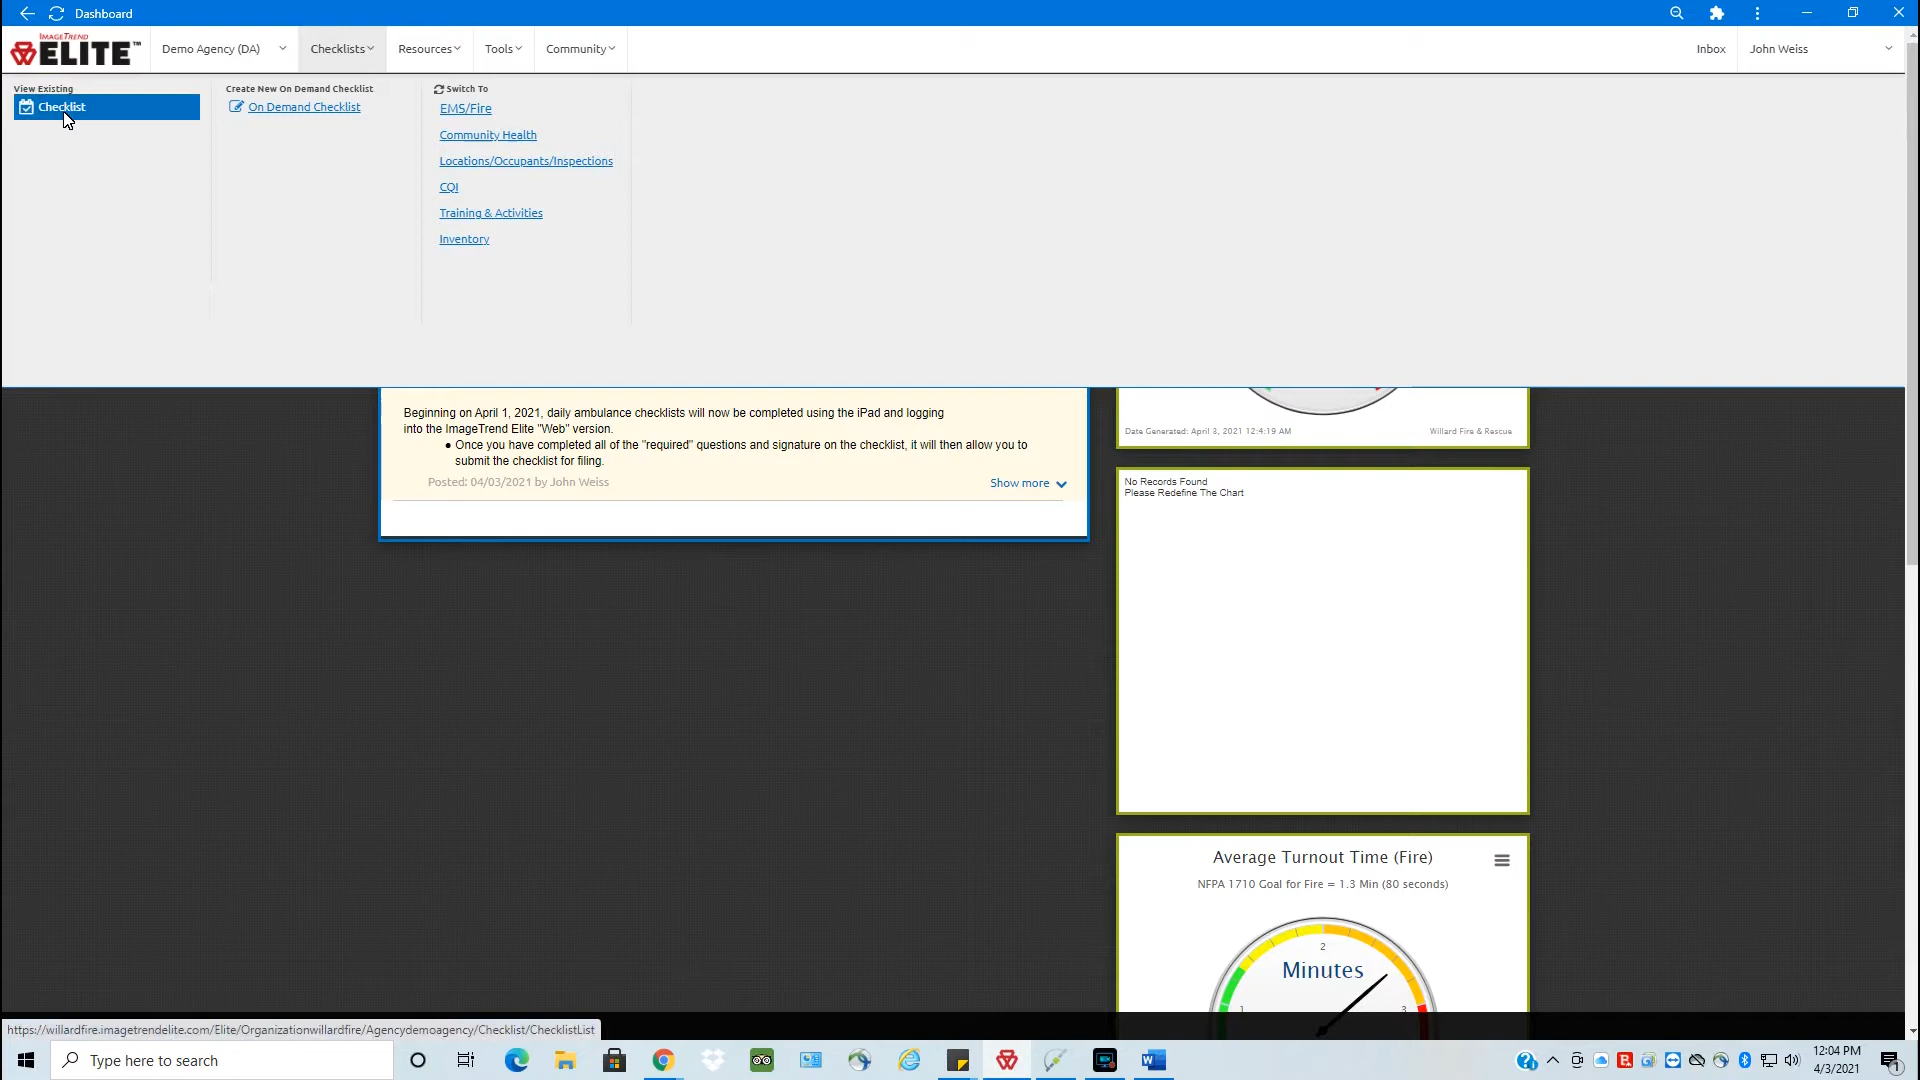 Dashboard
IMAGETREND
ELITE™
Demo Agency (DA)
Checklists
Resources
Tools
Community
Inbox
John Weiss
View Existing
Checklist
Create New On Demand Checklist
On Demand Checklist
Switch To
EMS/Fire
Community Health
Locations/Occupants/Inspections
CQI
Training & Activities
Inventory
Beginning on April 1, 2021, daily ambulance checklists will now be completed using the iPad and logging
into the ImageTrend Elite "Web" version.
● Once you have completed all of the "required" questions and signature on the checklist, it will then allow you to
submit the checklist for filing.
Posted: 04/03/2021 by John Weiss
Show more
Date Generated: April 3, 2021 12:4:19 AM
Willard Fire & Rescue
No Records Found
Please Redefine The Chart
Average Turnout Time (Fire)
NFPA 1710 Goal for Fire = 1.3 Min (80 seconds)
2
Minutes
1
3
https://willardfire.imagetrendelite.com/Elite/Organizationwillardfire/Agencydemoagency/Checklist/ChecklistList
Type here to search
12:04 PM
4/3/2021
1